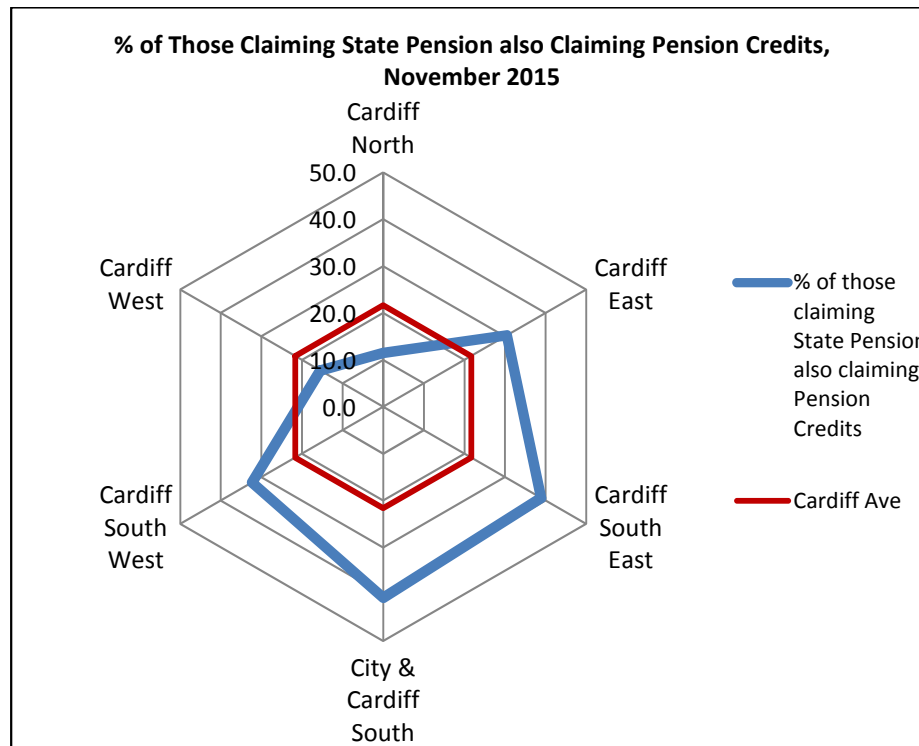 % of Those Claiming State Pension also Claiming Pension Credits,
November 2015
Cardiff
North
50.0
40.0
30.0
20.0
10.0
0.0
Cardiff
East
Cardiff
South
East
City &
Cardiff
South
Cardiff
South
West
Cardiff
West
% of those
claiming
State Pension
also claiming
Pension
Credits
Cardiff Ave